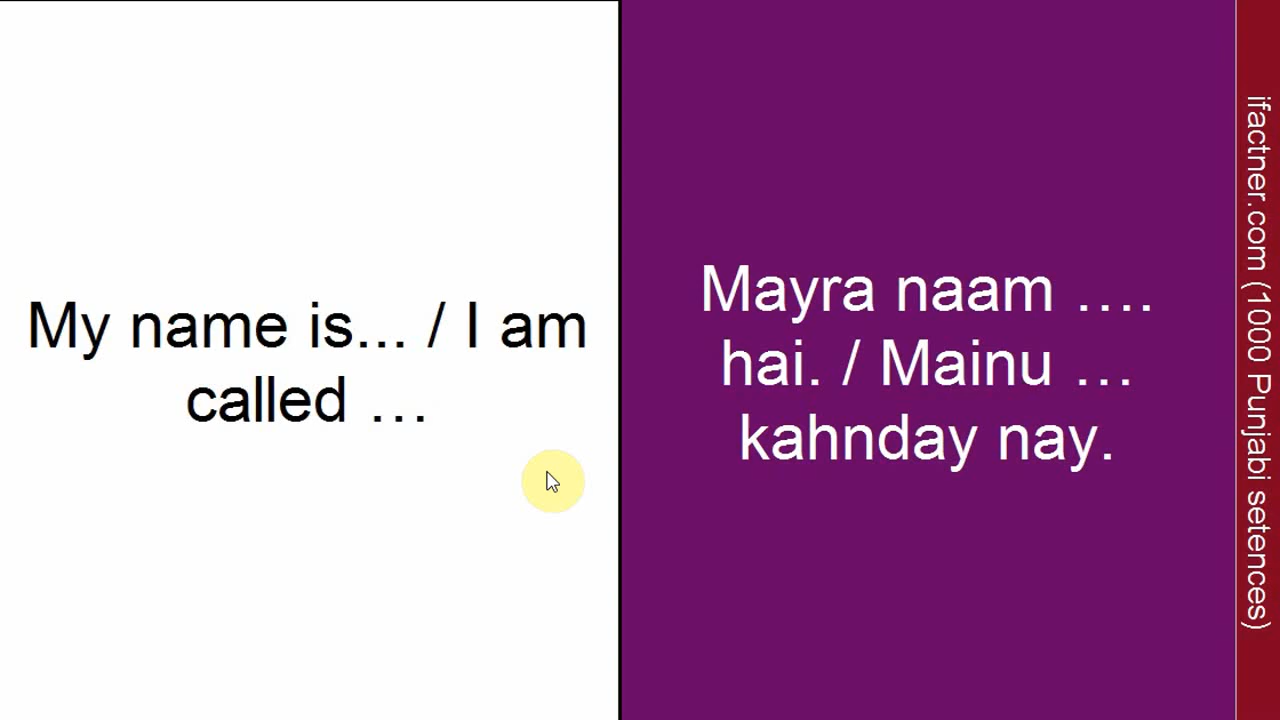 My name is... / I am
called …
Mayra naam ….
hai. / Mainu …
kahnday nay.
ifactner.com (1000 Punjabi setences)